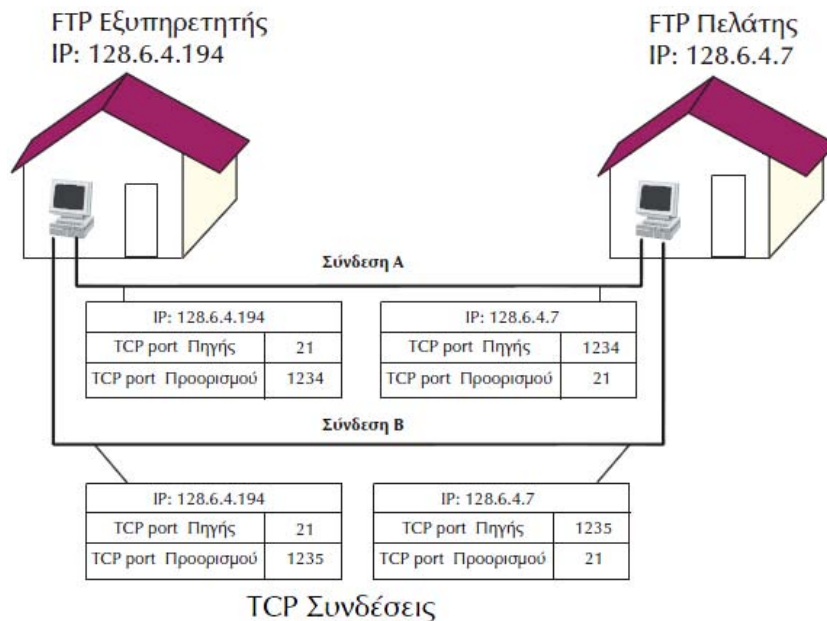 FTP Εξυπηρετητής
IP: 128.6.4.194
FTP Πελάτης
IP: 128.6.4.7
Σύνδεση Α
IP: 128.6.4.194
TCP port Πηγής 21
TCP port Προορισμού 1234
IP: 128.6.4.7
TCP port Πηγής 1234
TCP port Προορισμού 21
Σύνδεση Β
IP: 128.6.4.194
TCP port Πηγής 21
TCP port Προορισμού 1235
IP: 128.6.4.7
TCP port Πηγής 1235
TCP port Προορισμού 21
TCP Συνδέσεις